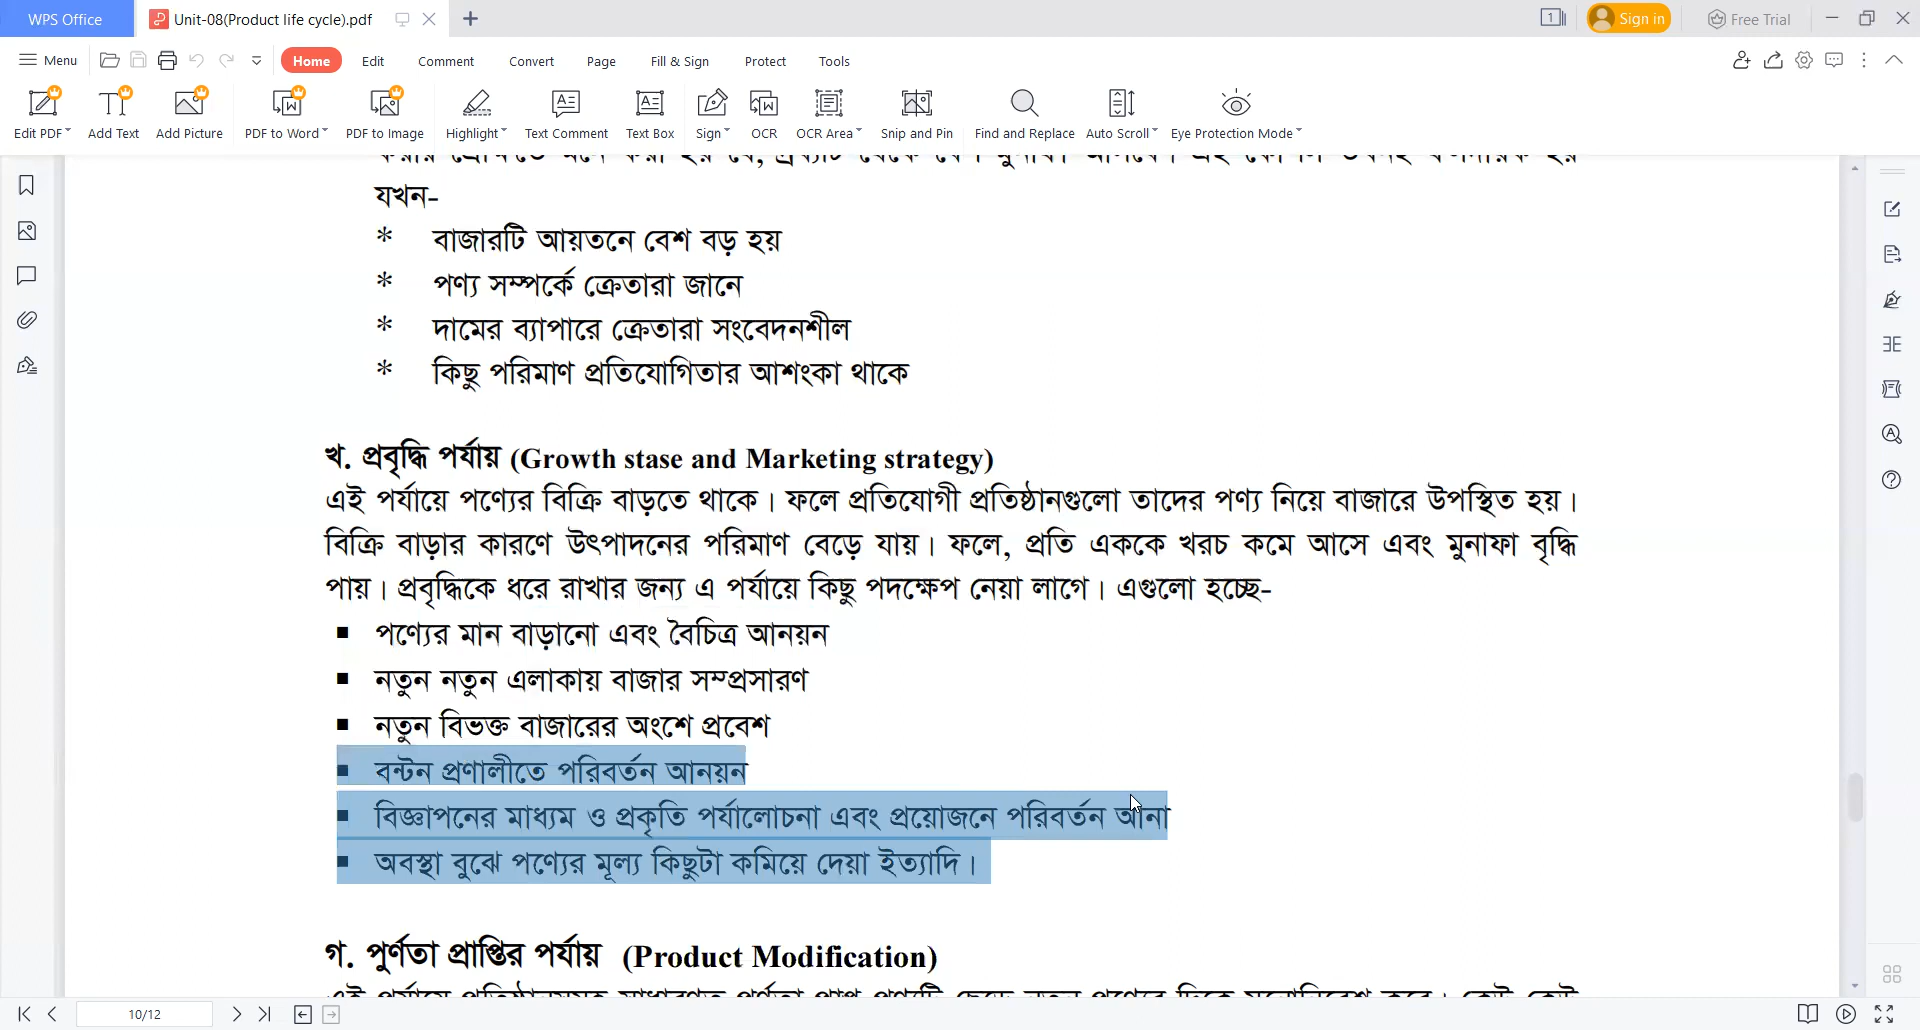 WPS Office
Unit-08(Product life cycle).pdf
1
Sign in
Free Trial
Menu
Home
Edit
Comment
Convert
Page
Fill & Sign
Protect
Tools
Edit PDF
Add Text
Add Picture
PDF to Word
PDF to Image
Highlight
Text Comment
Text Box
Sign
OCR
OCR Area
Snip and Pin
Find and Replace
Auto Scroll
Eye Protection Mode
যখন-
* বাজারটি আয়তনে বেশ বড় হয়
* পণ্য সম্পর্কে ক্রেতারা জানে
* দামের ব্যাপারে ক্রেতারা সংবেদনশীল
* কিছু পরিমাণ প্রতিযোগিতার আশংকা থাকে
খ. প্রবৃদ্ধি পর্যায় (Growth stase and Marketing strategy)
এই পর্যায়ে পণ্যের বিক্রি বাড়তে থাকে। ফলে প্রতিযোগী প্রতিষ্ঠানগুলো তাদের পণ্য নিয়ে বাজারে উপস্থিত হয়।
বিক্রি বাড়ার কারণে উৎপাদনের পরিমাণ বেড়ে যায়। ফলে, প্রতি এককে খরচ কমে আসে এবং মুনাফা বৃদ্ধি
পায়। প্রবৃদ্ধিকে ধরে রাখার জন্য এ পর্যায়ে কিছু পদক্ষেপ নেয়া লাগে। এগুলো হচ্ছে-
▪ পণ্যের মান বাড়ানো এবং বৈচিত্র আনয়ন
▪ নতুন নতুন এলাকায় বাজার সম্প্রসারণ
▪ নতুন বিভক্ত বাজারের অংশে প্রবেশ
▪ বন্টন প্রণালীতে পরিবর্তন আনয়ন
▪ বিজ্ঞাপনের মাধ্যম ও প্রকৃতি পর্যালোচনা এবং প্রয়োজনে পরিবর্তন আনা
▪ অবস্থা বুঝে পণ্যের মূল্য কিছুটা কমিয়ে দেয়া ইত্যাদি।
গ. পুর্ণতা প্রাপ্তির পর্যায় (Product Modification)
10/12